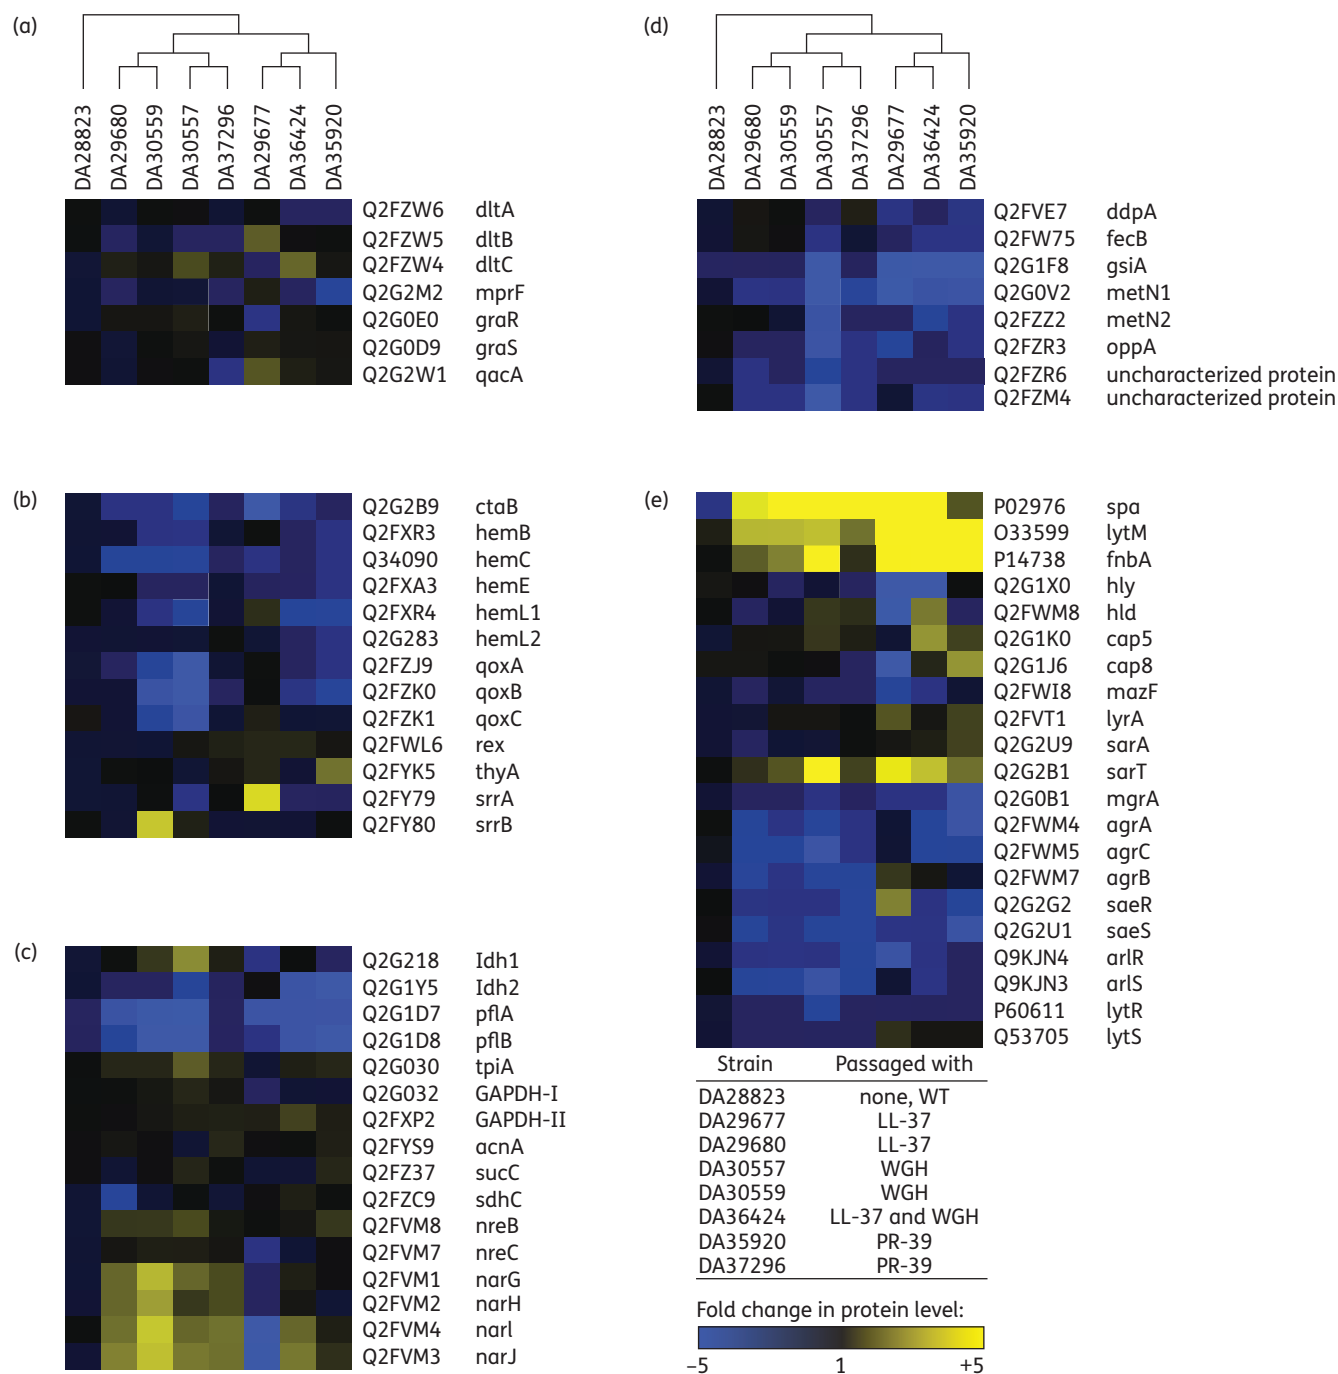 (a)
DA28823
DA29680
DA30559
DA30557
DA37296
DA29677
DA36424
DA35920
Q2FZW6 dltA
Q2FZW5 dltB
Q2FZW4 dltC
Q2G2M2 mprF
Q2G0E0 graR
Q2G0D9 graS
Q2G2W1 qacA
(b)
Q2G2B9 ctaB
Q2FXR3 hemB
Q34090 hemC
Q2FXA3 hemE
Q2FXR4 hemL1
Q2G283 hemL2
Q2FZJ9 qoxA
Q2FZK0 qoxB
Q2FZK1 qoxC
Q2FWL6 rex
Q2FYK5 thyA
Q2FY79 srrA
Q2FY80 srrB
(c)
Q2G218 Idh1
Q2G1Y5 Idh2
Q2G1D7 pflA
Q2G1D8 pflB
Q2G030 tpiA
Q2G032 GAPDH-I
Q2FXP2 GAPDH-II
Q2FYS9 acnA
Q2FZ37 sucC
Q2FZC9 sdhC
Q2FVM8 nreB
Q2FVM7 nreC
Q2FVM1 narG
Q2FVM2 narH
Q2FVM4 narl
Q2FVM3 narJ
(d)
DA28823
DA29680
DA30559
DA30557
DA37296
DA29677
DA36424
DA35920
Q2FVE7 ddpA
Q2FW75 fecB
Q2G1F8 gsiA
Q2G0V2 metN1
Q2FZZ2 metN2
Q2FZR3 oppA
Q2FZR6 uncharacterized protein
Q2FZM4 uncharacterized protein
(e)
P02976 spa
O33599 lytM
P14738 fnbA
Q2G1X0 hly
Q2FWM8 hld
Q2G1K0 cap5
Q2G1J6 cap8
Q2FWI8 mazF
Q2FVT1 lyrA
Q2G2U9 sarA
Q2G2B1 sarT
Q2G0B1 mgrA
Q2FWM4 agrA
Q2FWM5 agrC
Q2FWM7 agrB
Q2G2G2 saeR
Q2G2U1 saeS
Q9KJN4 arlR
Q9KJN3 arlS
P60611 lytR
Q53705 lytS
Strain Passaged with
DA28823 none, WT
DA29677 LL-37
DA29680 LL-37
DA30557 WGH
DA30559 WGH
DA36424 LL-37 and WGH
DA35920 PR-39
DA37296 PR-39
Fold change in protein level:
–5 1 +5